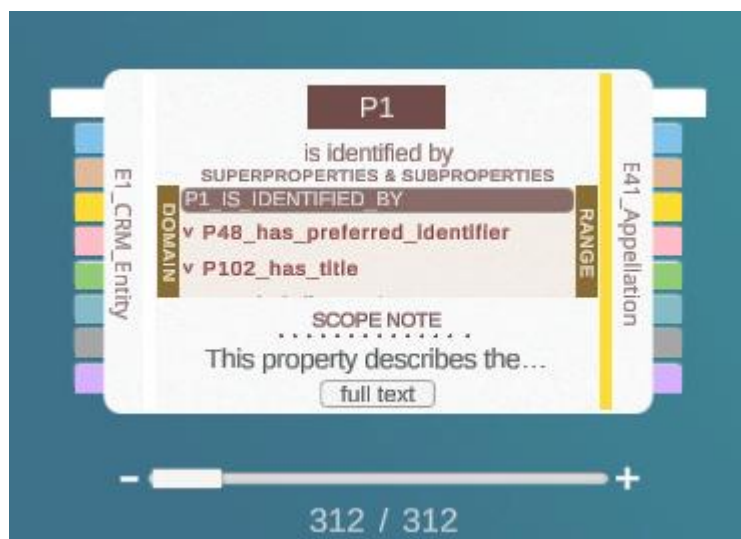 P1
is identified by
SUPERPROPERTIES & SUBPROPERTIES
E1_CRM_Entity
DOMAIN
P1_IS_IDENTIFIED_BY
v P48_has_preferred_identifier
v P102_has_title
RANGE
E41_Appellation
SCOPE NOTE
This property describes the...
full text
- +
312 / 312